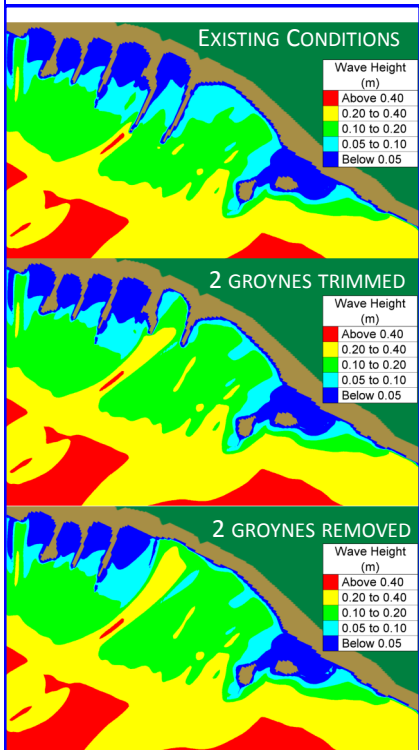 EXISTING CONDITIONS
Wave Height
(m)
Above 0.40
0.20 to 0.40
0.10 to 0.20
0.05 to 0.10
Below 0.05
2 GROYNES TRIMMED
Wave Height
(m)
Above 0.40
0.20 to 0.40
0.10 to 0.20
0.05 to 0.10
Below 0.05
2 GROYNES REMOVED
Wave Height
(m)
Above 0.40
0.20 to 0.40
0.10 to 0.20
0.05 to 0.10
Below 0.05